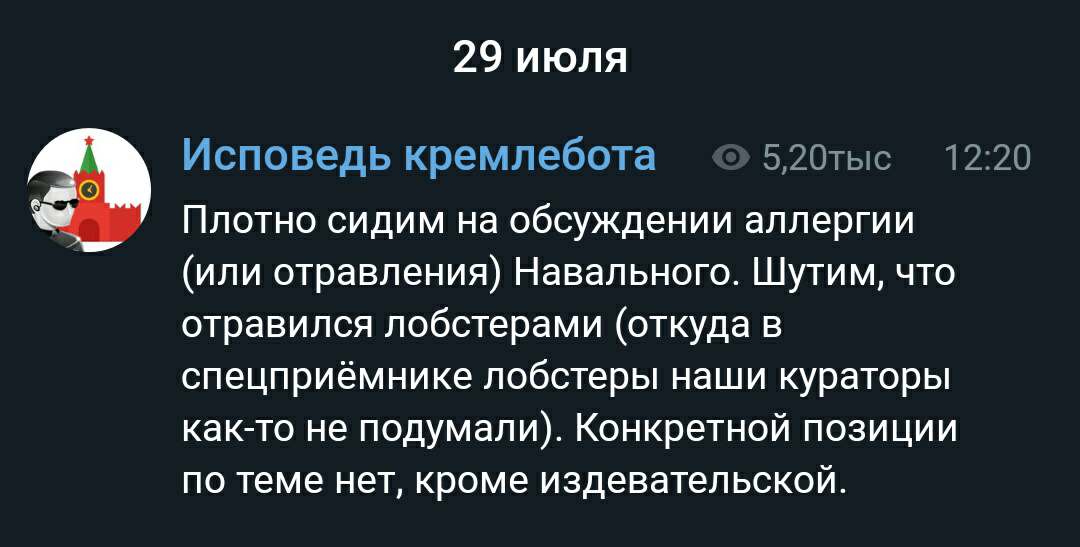 29 июля
Исповедь кремлебота 5,20тыс 12:20
Плотно сидим на обсуждении аллергии
(или отравления) Навального. Шутим, что
отравился лобстерами (откуда в
спецприёмнике лобстеры наши кураторы
как-то не подумали). Конкретной позиции
по теме нет, кроме издевательской.